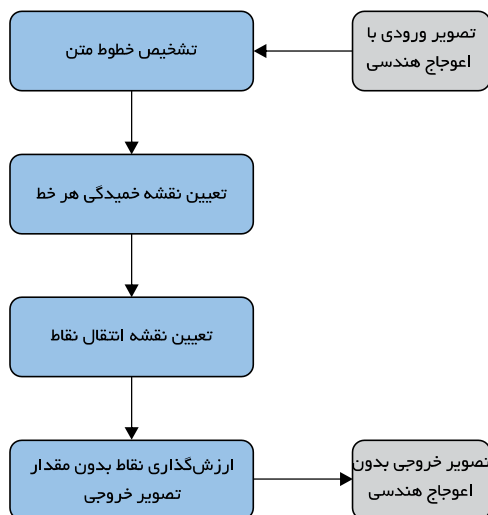 تصویر ورودی با
اعوجاج هندسی
تشخیص خطوط متن
تعیین نقشه خمیدگی هر خط
تعیین نقشه انتقال نقاط
ارزش‌گذاری نقاط بدون مقدار
تصویر خروجی
تصویر خروجی بدون
اعوجاج هندسی